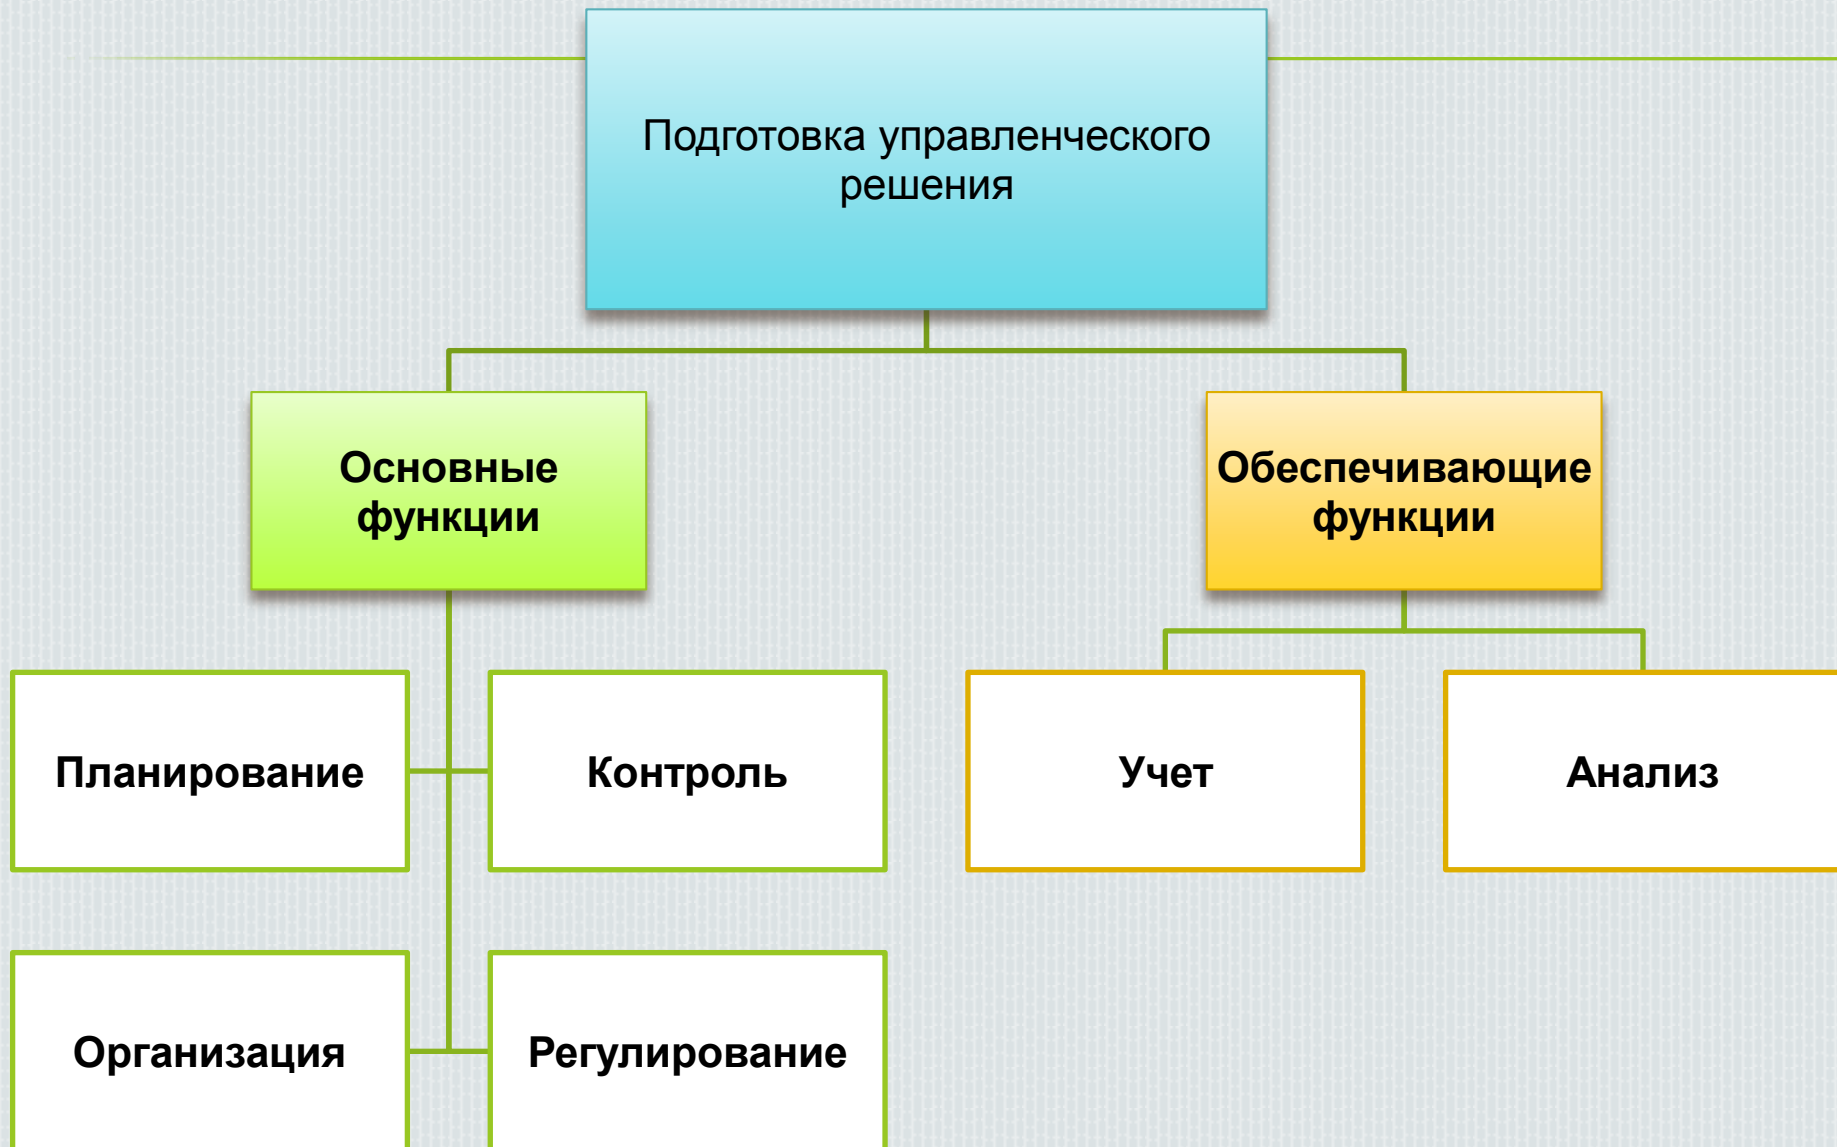 Подготовка управленческого
решения
Основные
функции
Обеспечивающие
функции
Планирование
Контроль
Учет
Анализ
Организация
Регулирование